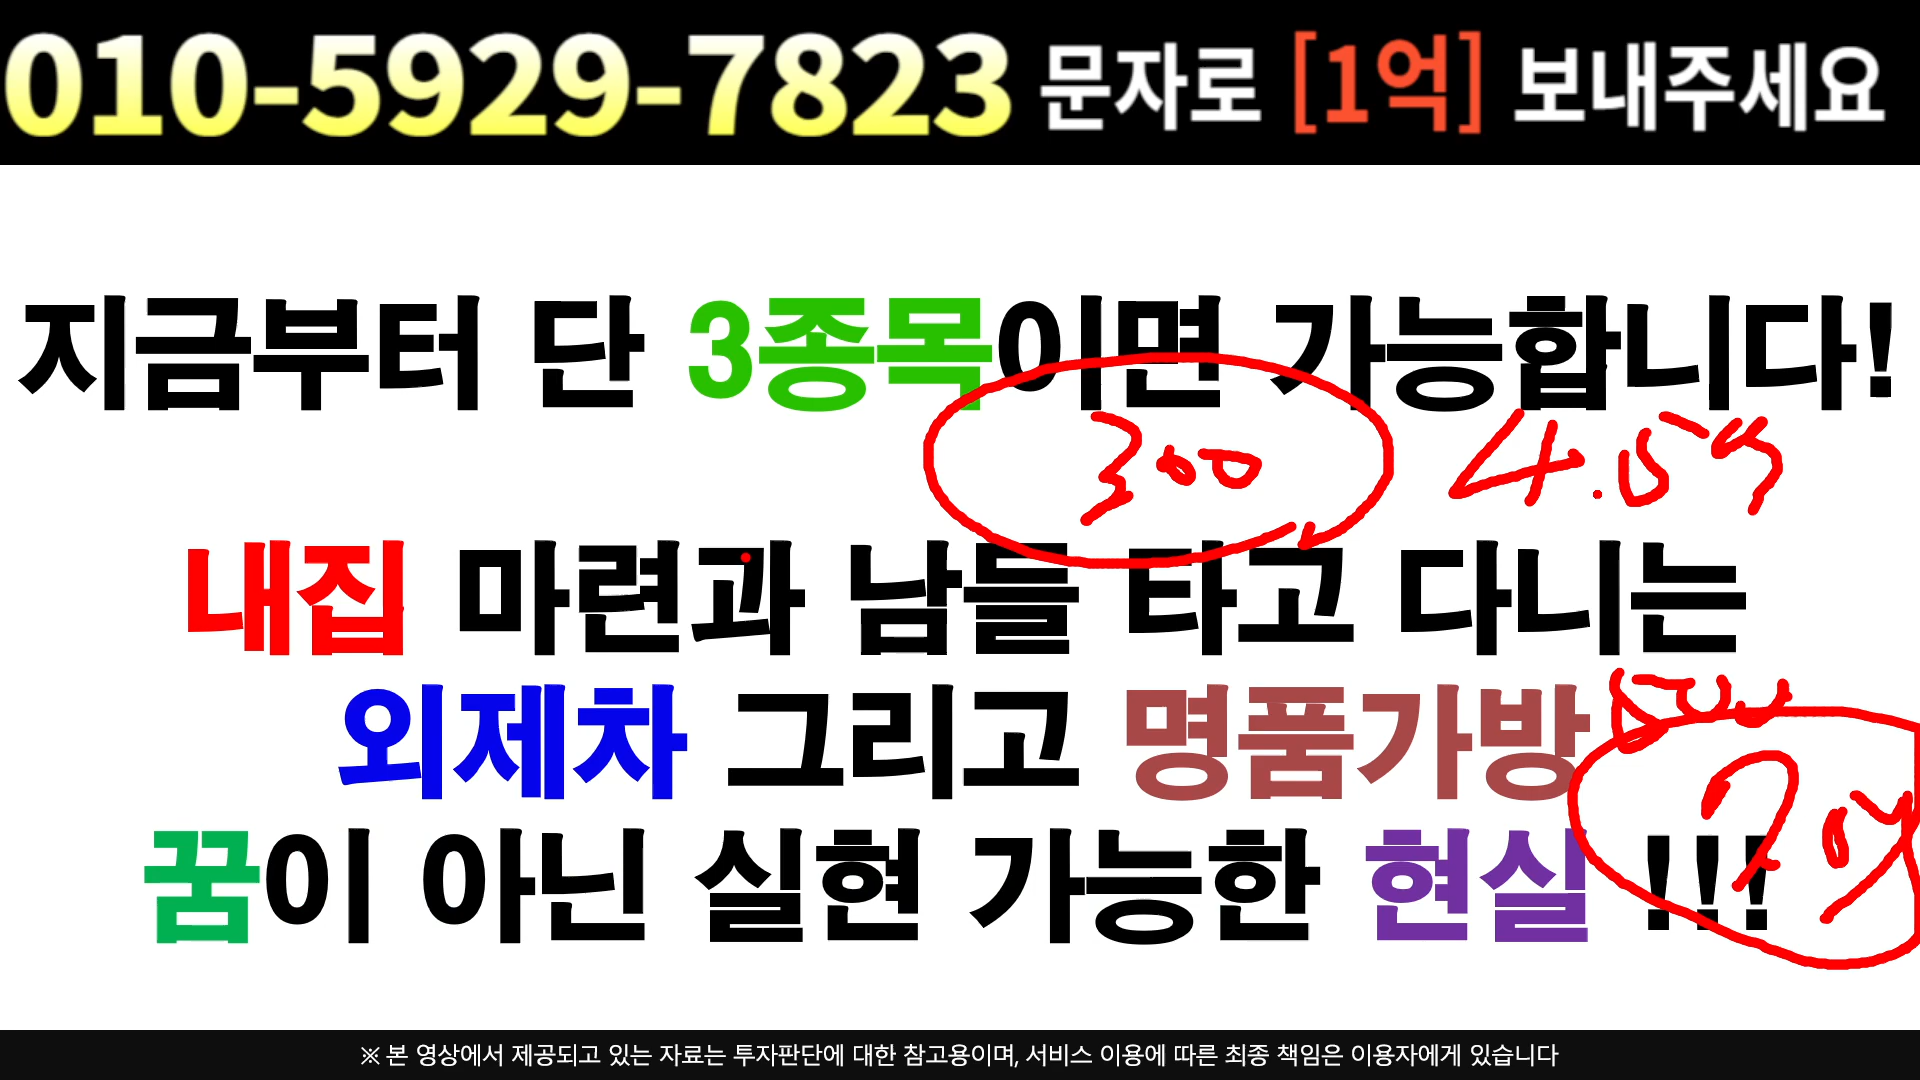 010-5929-7823 문자로 [1억] 보내주세요
지금부터 단 3종목이면 가능합니다!
300
내집 마련과 남들 타고 다니는
외제차 그리고 명품가방
꿈이 아닌 실현 가능한 현실 !!!
※ 본 영상에서 제공되고 있는 자료는 투자판단에 대한 참고용이며, 서비스 이용에 따른 최종 책임은 이용자에게 있습니다